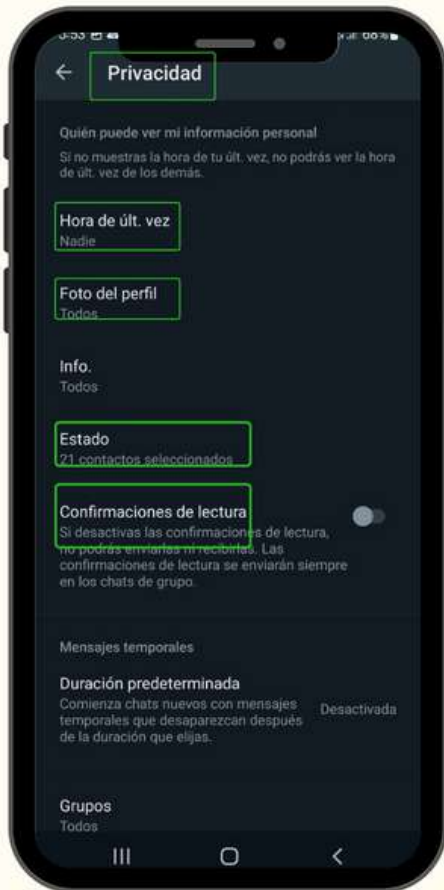 Privacidad
Quién puede ver mi información personal
Si no muestras la hora de tu últ. vez, no podrás ver la hora
de últ. vez de los demás.
Hora de últ. vez
Nadie
Foto del perfil
Todos
Info.
Todos
Estado
21 contactos seleccionados
Confirmaciones de lectura
Si desactivas las confirmaciones de lectura,
no podrás enviarlas ni recibirlas. Las
confirmaciones de lectura se enviarán siempre
en los chats de grupo.
Mensajes temporales
Duración predeterminada
Comienza chats nuevos con mensajes
temporales que desaparezcan después
de la duración que elijas.
Desactivada
Grupos
Todos